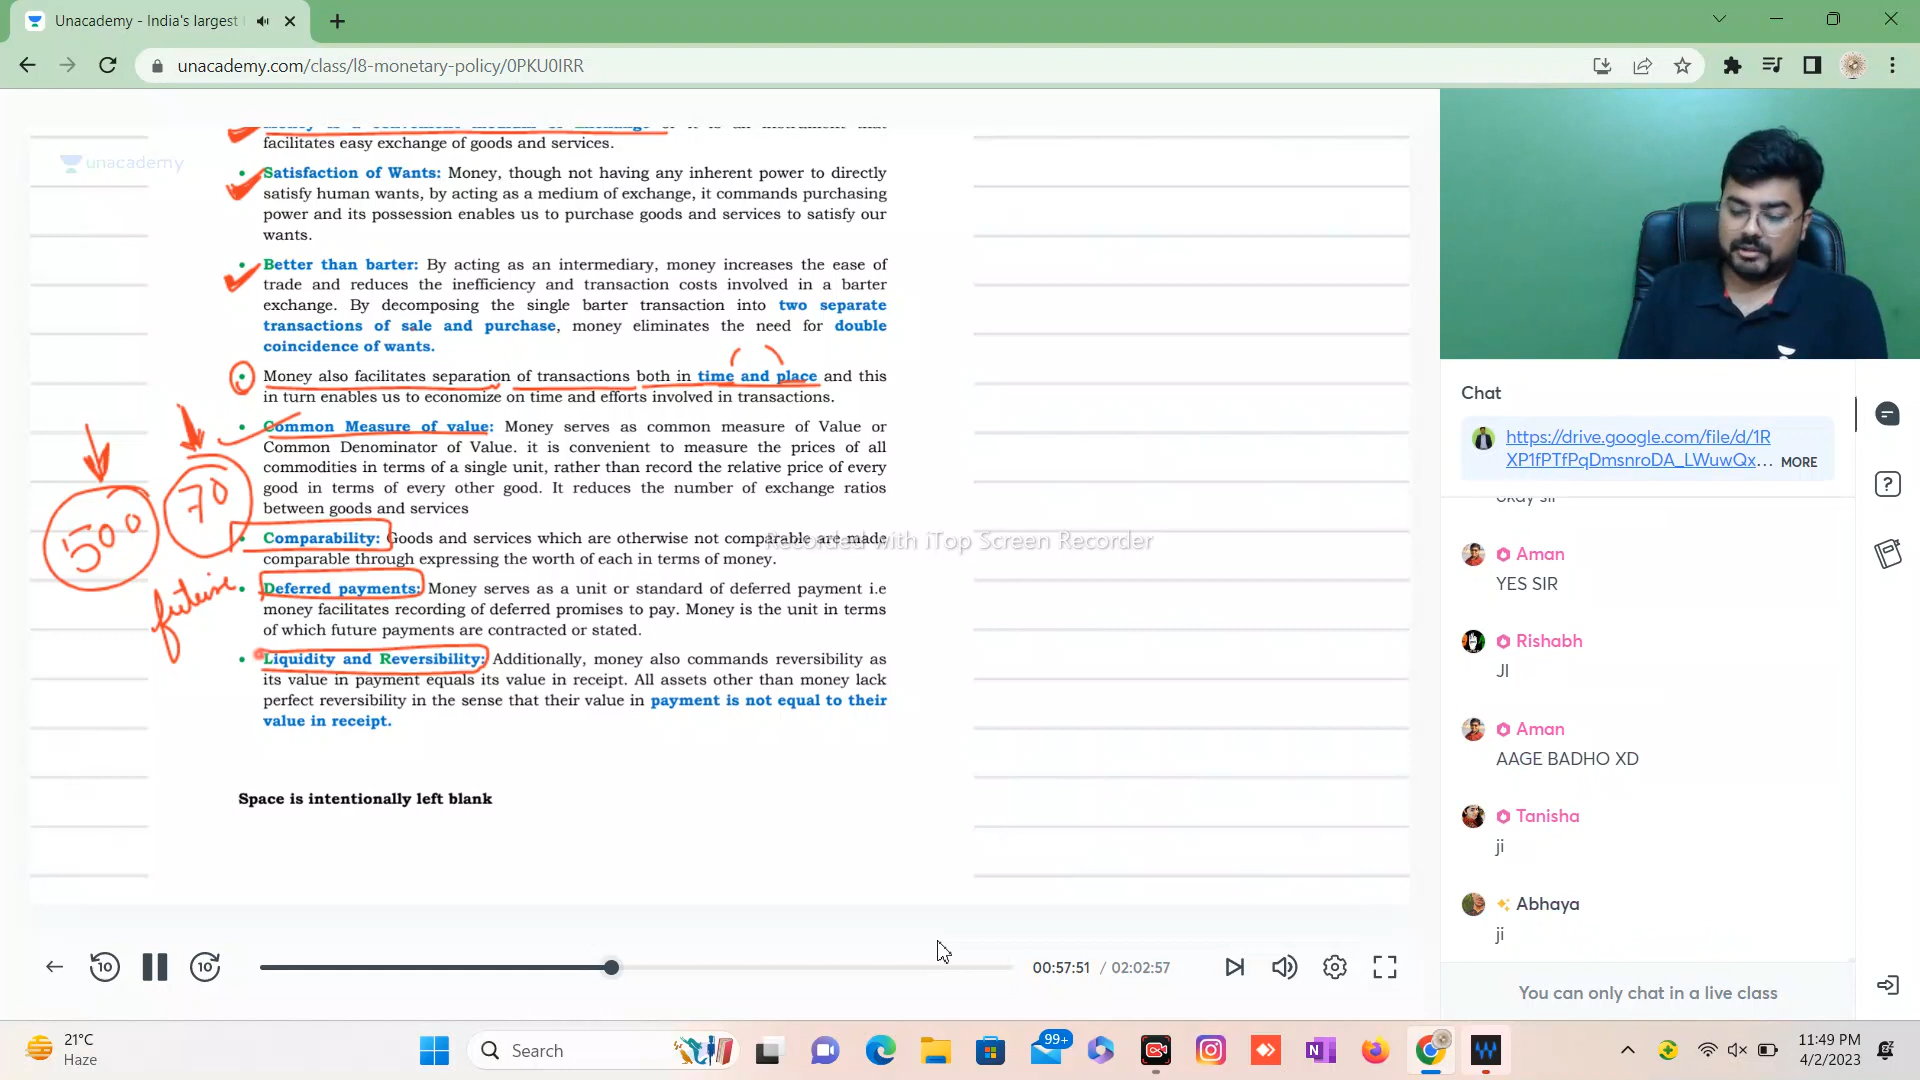 Unacademy - India's largest
unacademy.com/class/l8-monetary-policy/0PKU0IRR
unacademy
facilitates easy exchange of goods and services.
• Satisfaction of Wants: Money, though not having any inherent power to directly
satisfy human wants, by acting as a medium of exchange, it commands purchasing
power and its possession enables us to purchase goods and services to satisfy our
wants.
• Better than barter: By acting as an intermediary, money increases the ease of
trade and reduces the inefficiency and transaction costs involved in a barter
exchange. By decomposing the single barter transaction into two separate
transactions of sale and purchase, money eliminates the need for double
coincidence of wants.
• Money also facilitates separation of transactions both in time and place and this
in turn enables us to economize on time and efforts involved in transactions.
• Common Measure of value: Money serves as common measure of Value or
Common Denominator of Value. it is convenient to measure the prices of all
commodities in terms of a single unit, rather than record the relative price of every
good in terms of every other good. It reduces the number of exchange ratios
between goods and services
500
70
future
• Comparability: Goods and services which are otherwise not comparable are made
comparable through expressing the worth of each in terms of money.
• Deferred payments: Money serves as a unit or standard of deferred payment i.e
money facilitates recording of deferred promises to pay. Money is the unit in terms
of which future payments are contracted or stated.
• Liquidity and Reversibility: Additionally, money also commands reversibility as
its value in payment equals its value in receipt. All assets other than money lack
perfect reversibility in the sense that their value in payment is not equal to their
value in receipt.
Space is intentionally left blank
Recorded with iTop Screen Recorder
10
10
00:57:51 / 02:02:57
Chat
https://drive.google.com/file/d/1R
XP1fPTfPqDmsnroDA_LWuwQx... MORE
okay sir
Aman
YES SIR
Rishabh
JI
Aman
AAGE BADHO XD
Tanisha
ji
Abhaya
ji
You can only chat in a live class
21°C
Haze
Search
99+
11:49 PM
4/2/2023